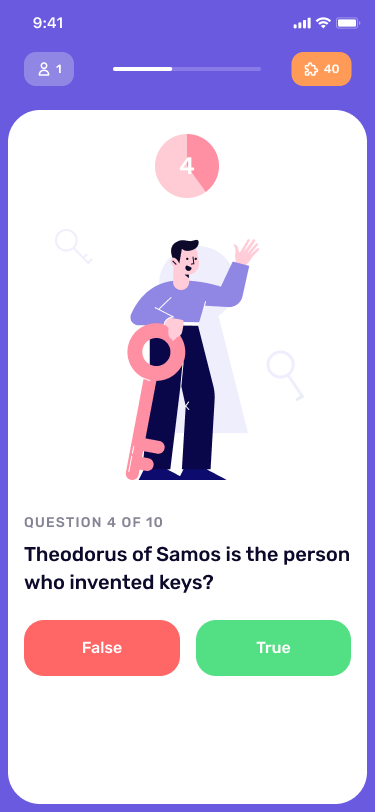 9:41
1
40
4
QUESTION 4 OF 10
Theodorus of Samos is the person
who invented keys?
False
True